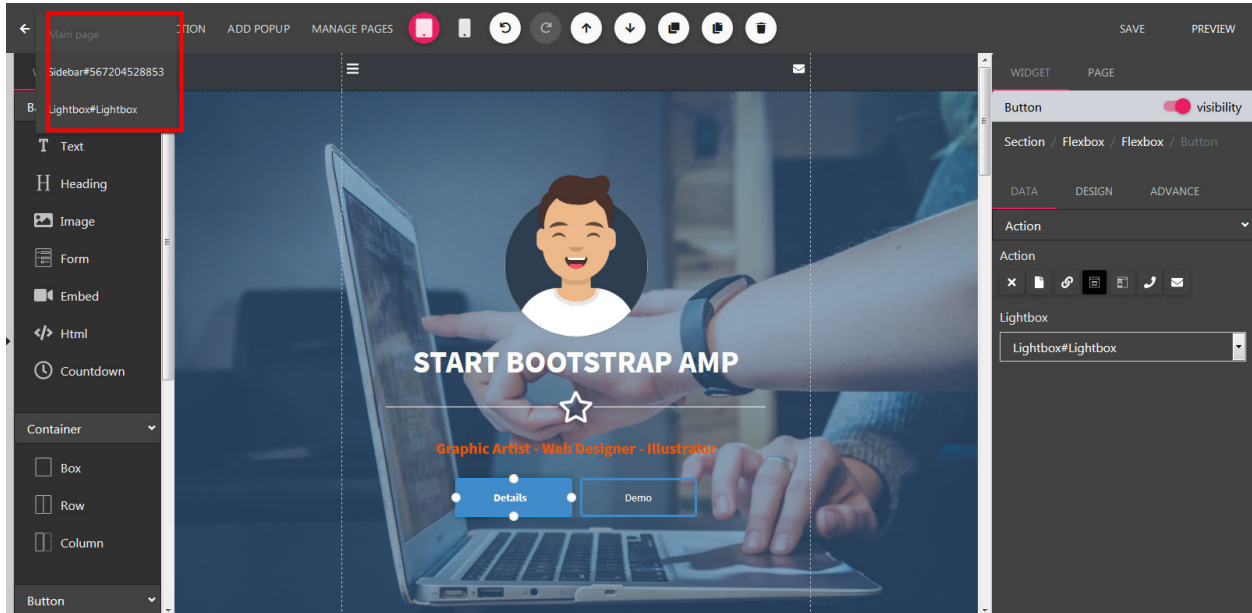 Main page
TION
ADD POPUP
MANAGE PAGES
SAVE
PREVIEW
Sidebar#567204528853
Lightbox#Lightbox
Text
Heading
Image
Form
Embed
Html
Countdown
Container
Box
Row
Column
Button
START BOOTSTRAP AMP
Graphic Artist - Web Designer - Illustrator
Details
Demo
WIDGET
PAGE
Button
visibility
Section / Flexbox / Flexbox / Button
DATA
DESIGN
ADVANCE
Action
Action
Lightbox
Lightbox#Lightbox